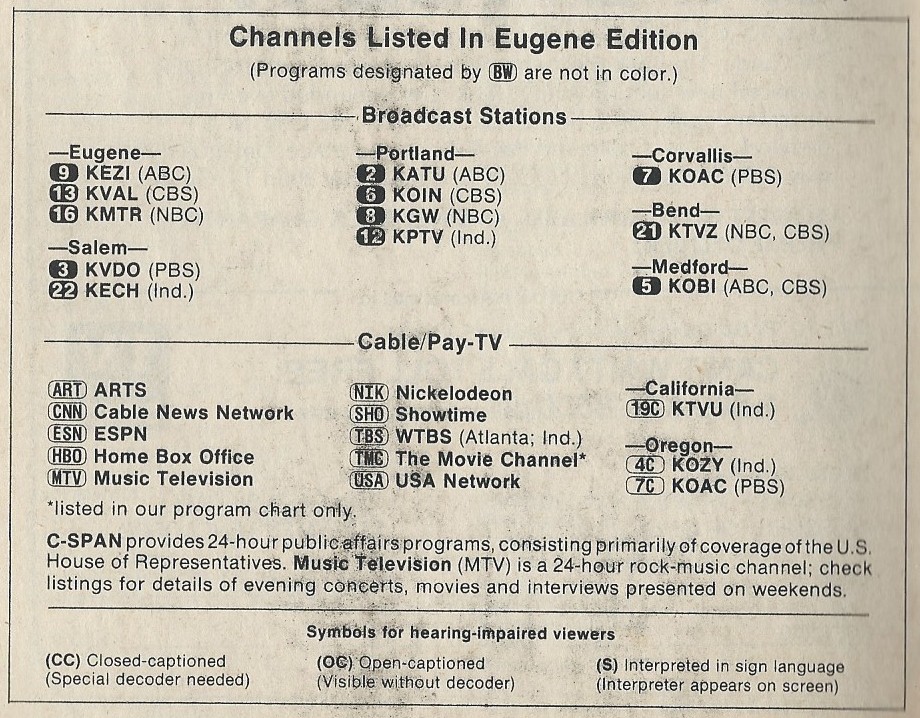 Channels Listed In Eugene Edition
(Programs designated by BW are not in color.)
Broadcast Stations
—Eugene—
9 KEZI (ABC)
13 KVAL (CBS)
16 KMTR (NBC)
—Salem—
3 KVDO (PBS)
22 KECH (Ind.)
—Portland—
2 KATU (ABC)
6 KOIN (CBS)
8 KGW (NBC)
12 KPTV (Ind.)
—Corvallis—
7 KOAC (PBS)
—Bend—
21 KTVZ (NBC, CBS)
—Medford—
5 KOBI (ABC, CBS)
Cable/Pay-TV
ART ARTS
CNN Cable News Network
ESN ESPN
HBO Home Box Office
MTV Music Television
NIK Nickelodeon
SHO Showtime
TBS WTBS (Atlanta; Ind.)
TMC The Movie Channel*
USA USA Network
—California—
19C KTVU (Ind.)
—Oregon—
4C KOZY (Ind.)
7C KOAC (PBS)
*listed in our program chart only.
C-SPAN provides 24-hour public affairs programs, consisting primarily of coverage of the U.S.
House of Representatives. Music Television (MTV) is a 24-hour rock-music channel; check
listings for details of evening concerts, movies and interviews presented on weekends.
Symbols for hearing-impaired viewers
(CC) Closed-captioned
(Special decoder needed)
(OC) Open-captioned
(Visible without decoder)
(S) Interpreted in sign language
(Interpreter appears on screen)